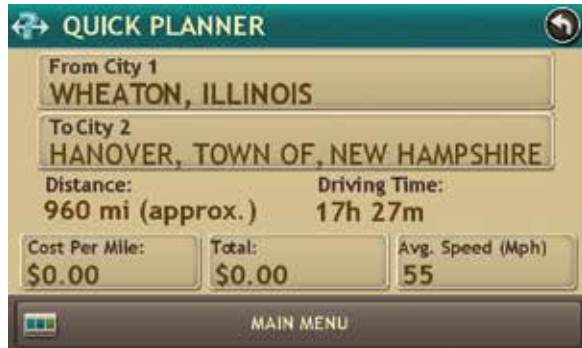 QUICK PLANNER
From City 1
WHEATON, ILLINOIS
To City 2
HANOVER, TOWN OF, NEW HAMPSHIRE
Distance: Driving Time:
960 mi (approx.) 17h 27m
Cost Per Mile: Total: Avg. Speed (Mph)
$0.00 $0.00 55
MAIN MENU